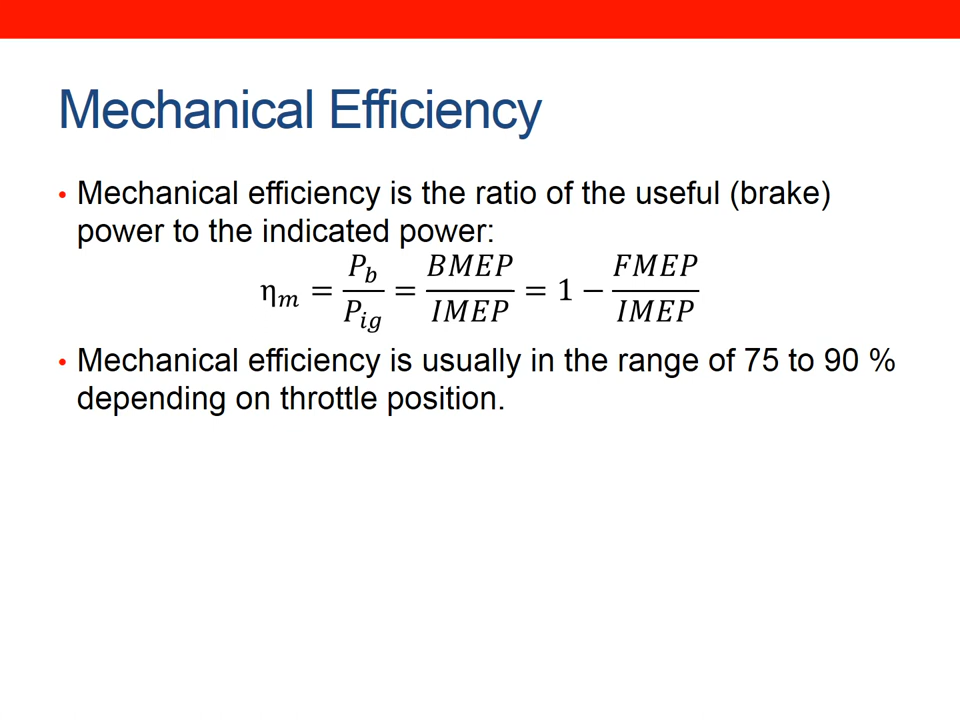 Mechanical Efficiency
• Mechanical efficiency is the ratio of the useful (brake)
power to the indicated power:
η_m = P_b / P_ig = BMEP / IMEP = 1 − FMEP / IMEP
• Mechanical efficiency is usually in the range of 75 to 90 %
depending on throttle position.